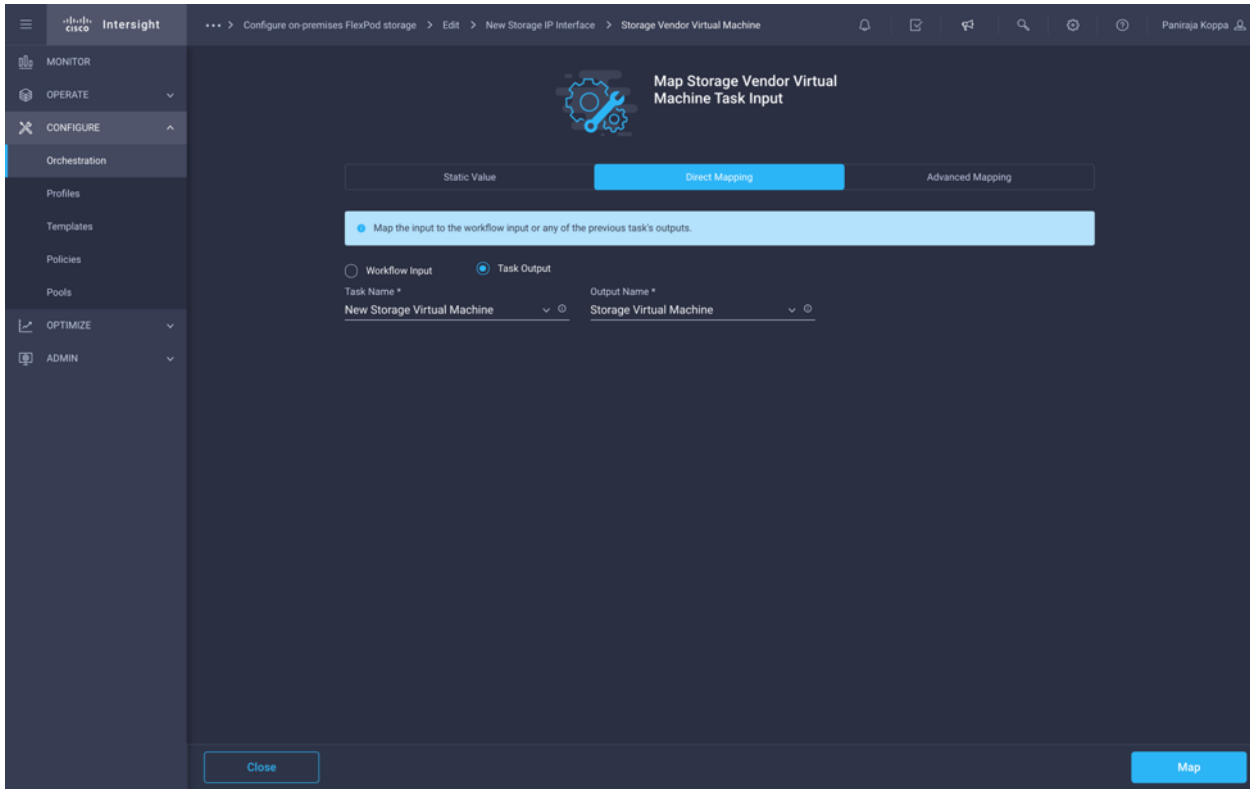 cisco Intersight
••• > Configure on-premises FlexPod storage > Edit > New Storage IP Interface > Storage Vendor Virtual Machine
Paniraja Koppa
MONITOR
OPERATE
CONFIGURE
Orchestration
Profiles
Templates
Policies
Pools
OPTIMIZE
ADMIN
Map Storage Vendor Virtual
Machine Task Input
Static Value
Direct Mapping
Advanced Mapping
Map the input to the workflow input or any of the previous task's outputs.
Workflow Input
Task Output
Task Name *
Output Name *
New Storage Virtual Machine
Storage Virtual Machine
Close
Map